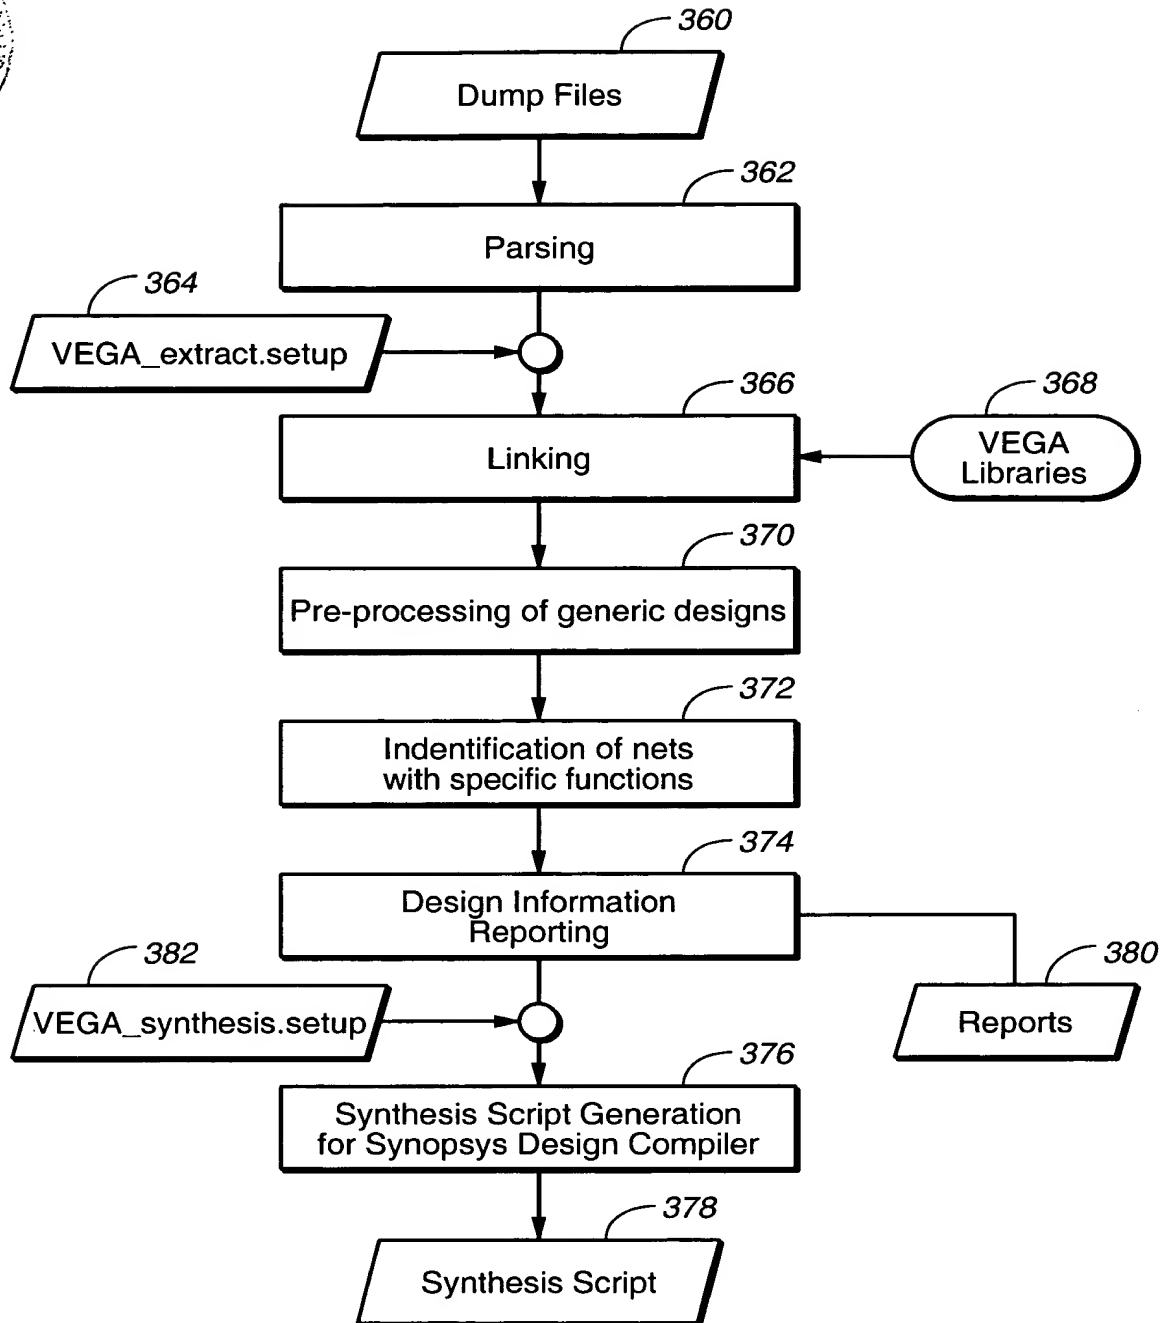 360
Dump Files
362
Parsing
364
VEGA_extract.setup
366
Linking
368
VEGA
Libraries
370
Pre-processing of generic designs
372
Indentification of nets
with specific functions
374
Design Information
Reporting
382
VEGA_synthesis.setup
380
Reports
376
Synthesis Script Generation
for Synopsys Design Compiler
378
Synthesis Script